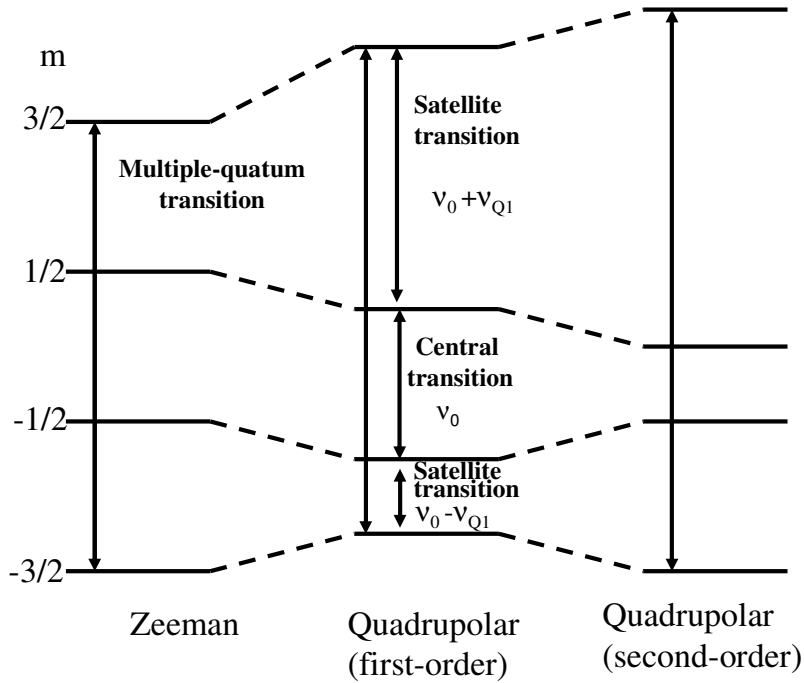 m
3/2
1/2
-1/2
-3/2
Multiple-quatum
transition
Satellite
transition
ν0 +νQ1
Central
transition
ν0
Satellite
transition
ν0 -νQ1
Zeeman
Quadrupolar
(first-order)
Quadrupolar
(second-order)